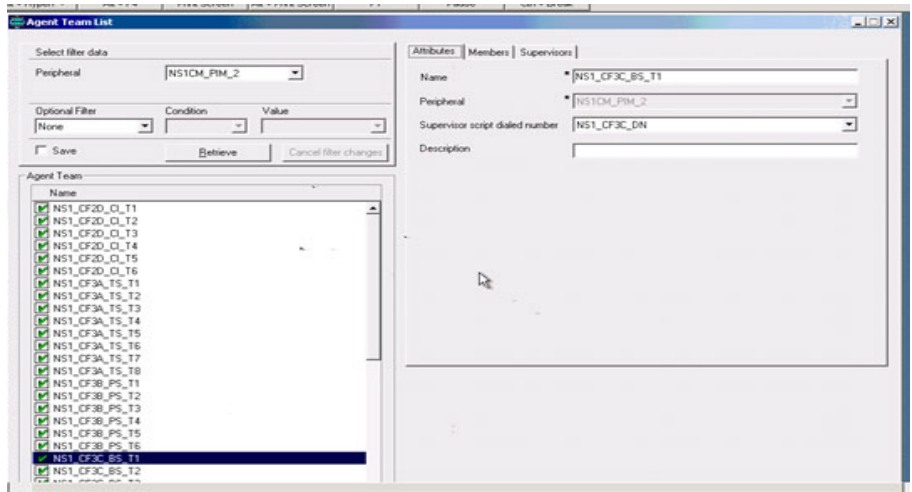 Agent Team List
Select filter data
Peripheral NS1CM_PIM_2
Optional Filter Condition Value
None
Save Retrieve Cancel filter changes
Agent Team
Name
NS1_CF2D_CI_T1
NS1_CF2D_CI_T2
NS1_CF2D_CI_T3
NS1_CF2D_CI_T4
NS1_CF2D_CI_T5
NS1_CF2D_CI_T6
NS1_CF3A_TS_T1
NS1_CF3A_TS_T2
NS1_CF3A_TS_T3
NS1_CF3A_TS_T4
NS1_CF3A_TS_T5
NS1_CF3A_TS_T6
NS1_CF3A_TS_T7
NS1_CF3A_TS_T8
NS1_CF3B_PS_T1
NS1_CF3B_PS_T2
NS1_CF3B_PS_T3
NS1_CF3B_PS_T4
NS1_CF3B_PS_T5
NS1_CF3B_PS_T6
NS1_CF3C_BS_T1
NS1_CF3C_BS_T2
Attributes Members Supervisors
Name * NS1_CF3C_BS_T1
Peripheral * NS1CM_PIM_2
Supervisor script dialed number NS1_CF3C_DN
Description